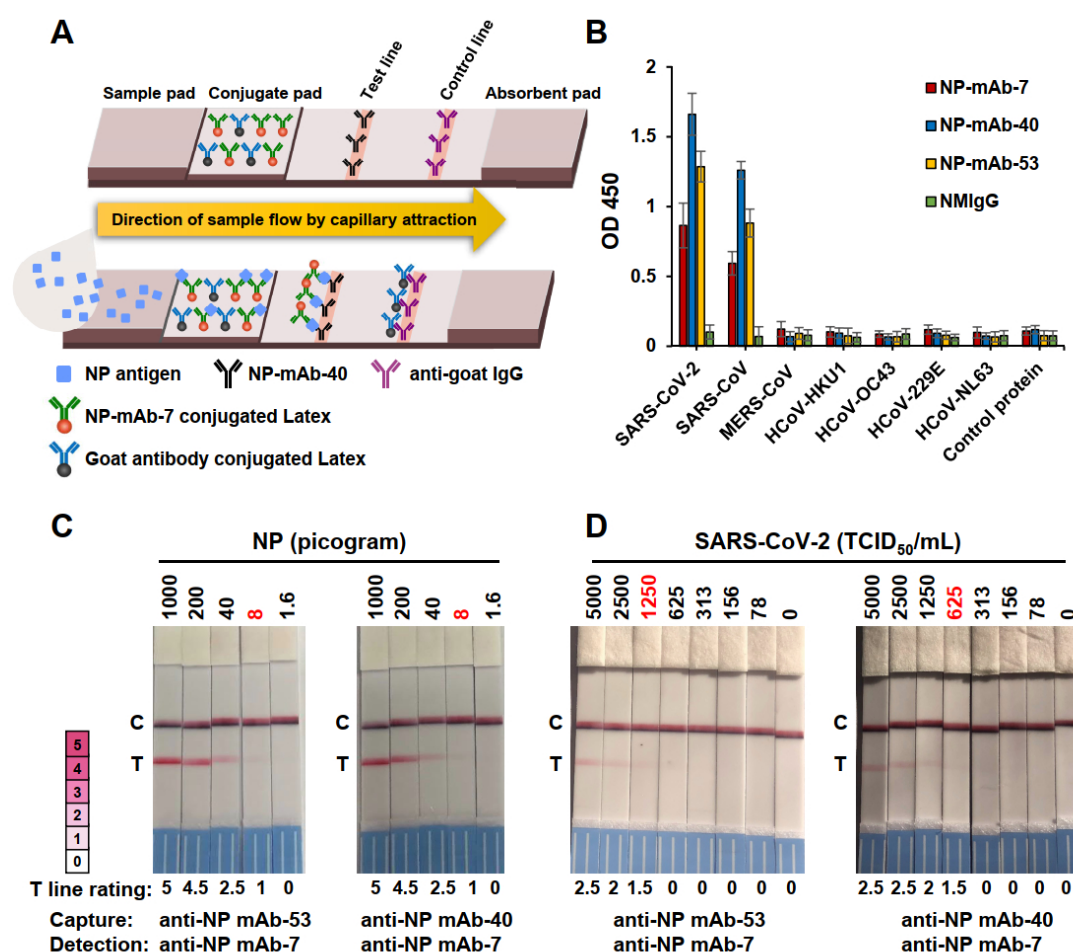 A
Sample pad
Conjugate pad
Test line
Control line
Absorbent pad
Direction of sample flow by capillary attraction
NP antigen
NP-mAb-40
anti-goat IgG
NP-mAb-7 conjugated Latex
Goat antibody conjugated Latex
B
OD 450
2
1.5
1
0.5
0
NP-mAb-7
NP-mAb-40
NP-mAb-53
NMIgG
SARS-CoV-2
SARS-CoV
MERS-CoV
HCoV-HKU1
HCoV-OC43
HCoV-229E
HCoV-NL63
Control protein
C
NP (picogram)
1000 200 40 8 1.6
1000 200 40 8 1.6
C
T
C
T
5
4
3
2
1
0
T line rating: 5 4.5 2.5 1 0
5 4.5 2.5 1 0
Capture: anti-NP mAb-53
anti-NP mAb-40
Detection: anti-NP mAb-7
anti-NP mAb-7
D
SARS-CoV-2 (TCID50/mL)
5000 2500 1250 625 313 156 78 0
5000 2500 1250 625 313 156 78 0
C
T
C
T
2.5 2 1.5 0 0 0 0 0
2.5 2 2 1.5 0 0 0 0
anti-NP mAb-53
anti-NP mAb-40
anti-NP mAb-7
anti-NP mAb-7